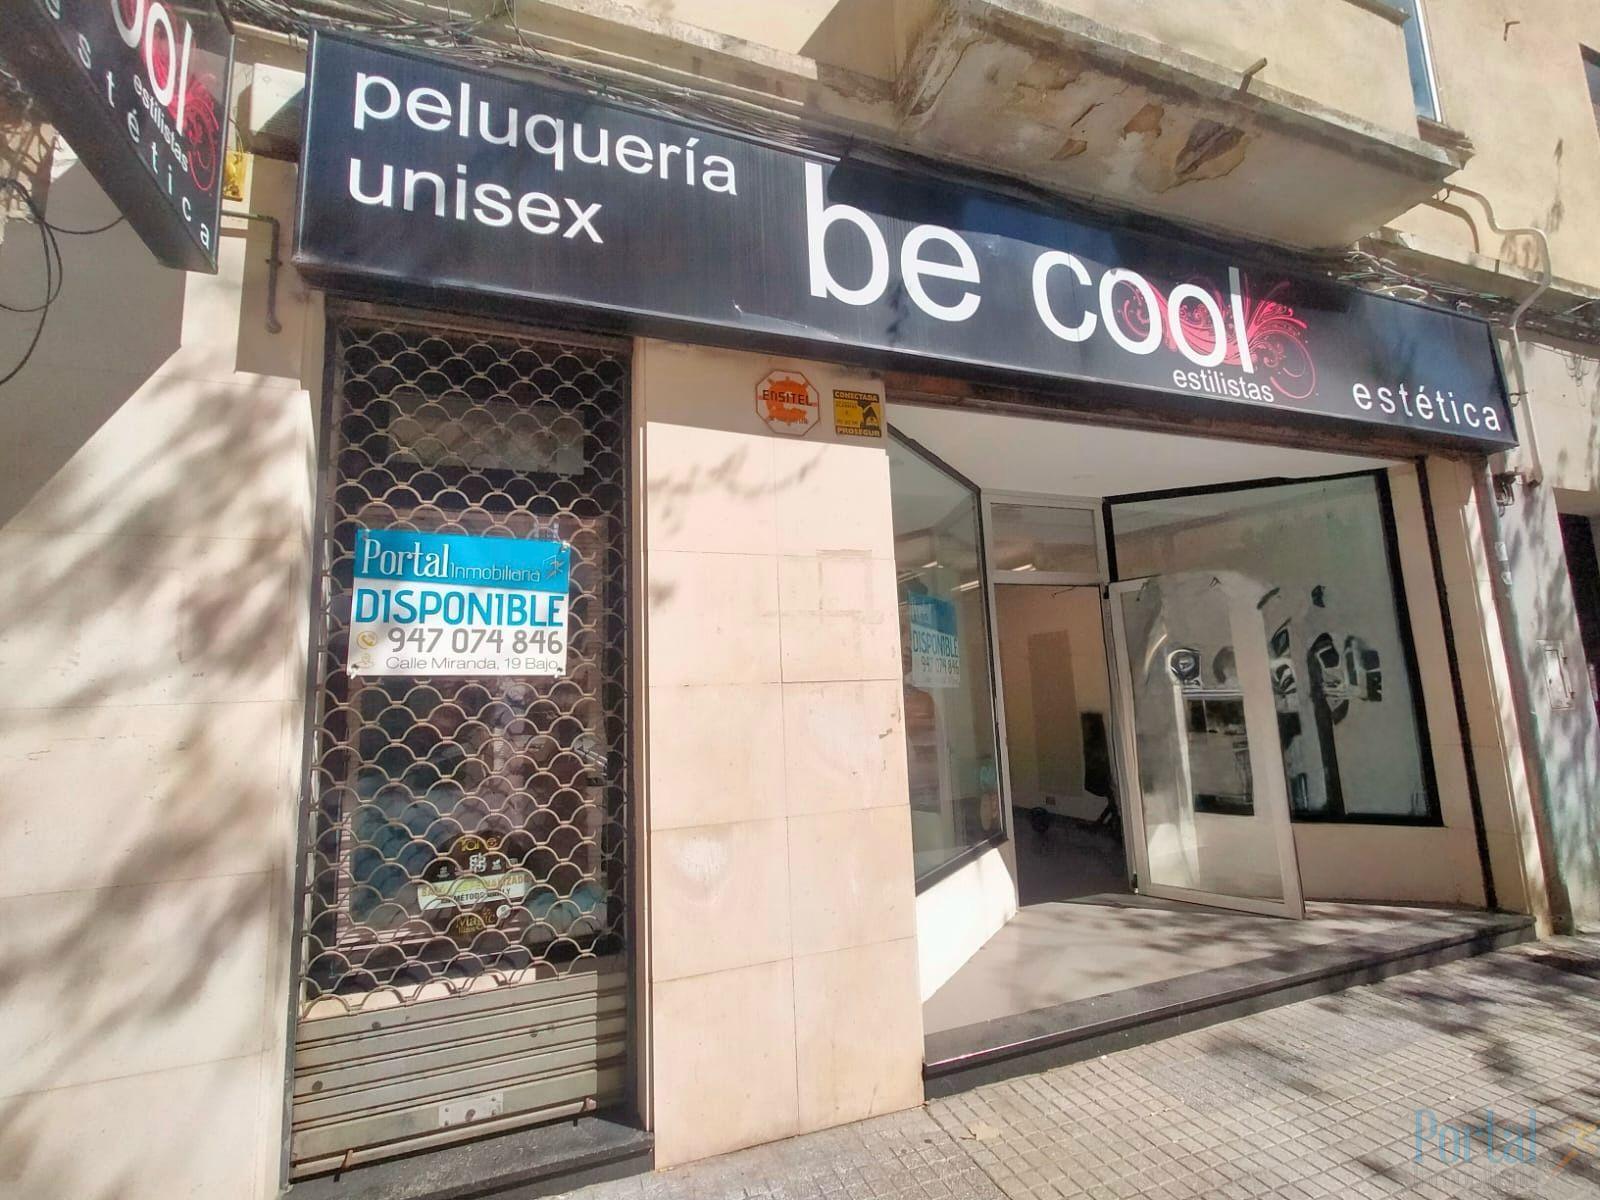 ool
estilistas
estética
peluquería
unisex
be cool
estilistas
estética
ENSITEL
CONECTADA
PROSEGUR
Portal Inmobiliaria
DISPONIBLE
947 074 846
Calle Miranda, 19 Bajo
DISPONIBLE
947 074 846
Portal